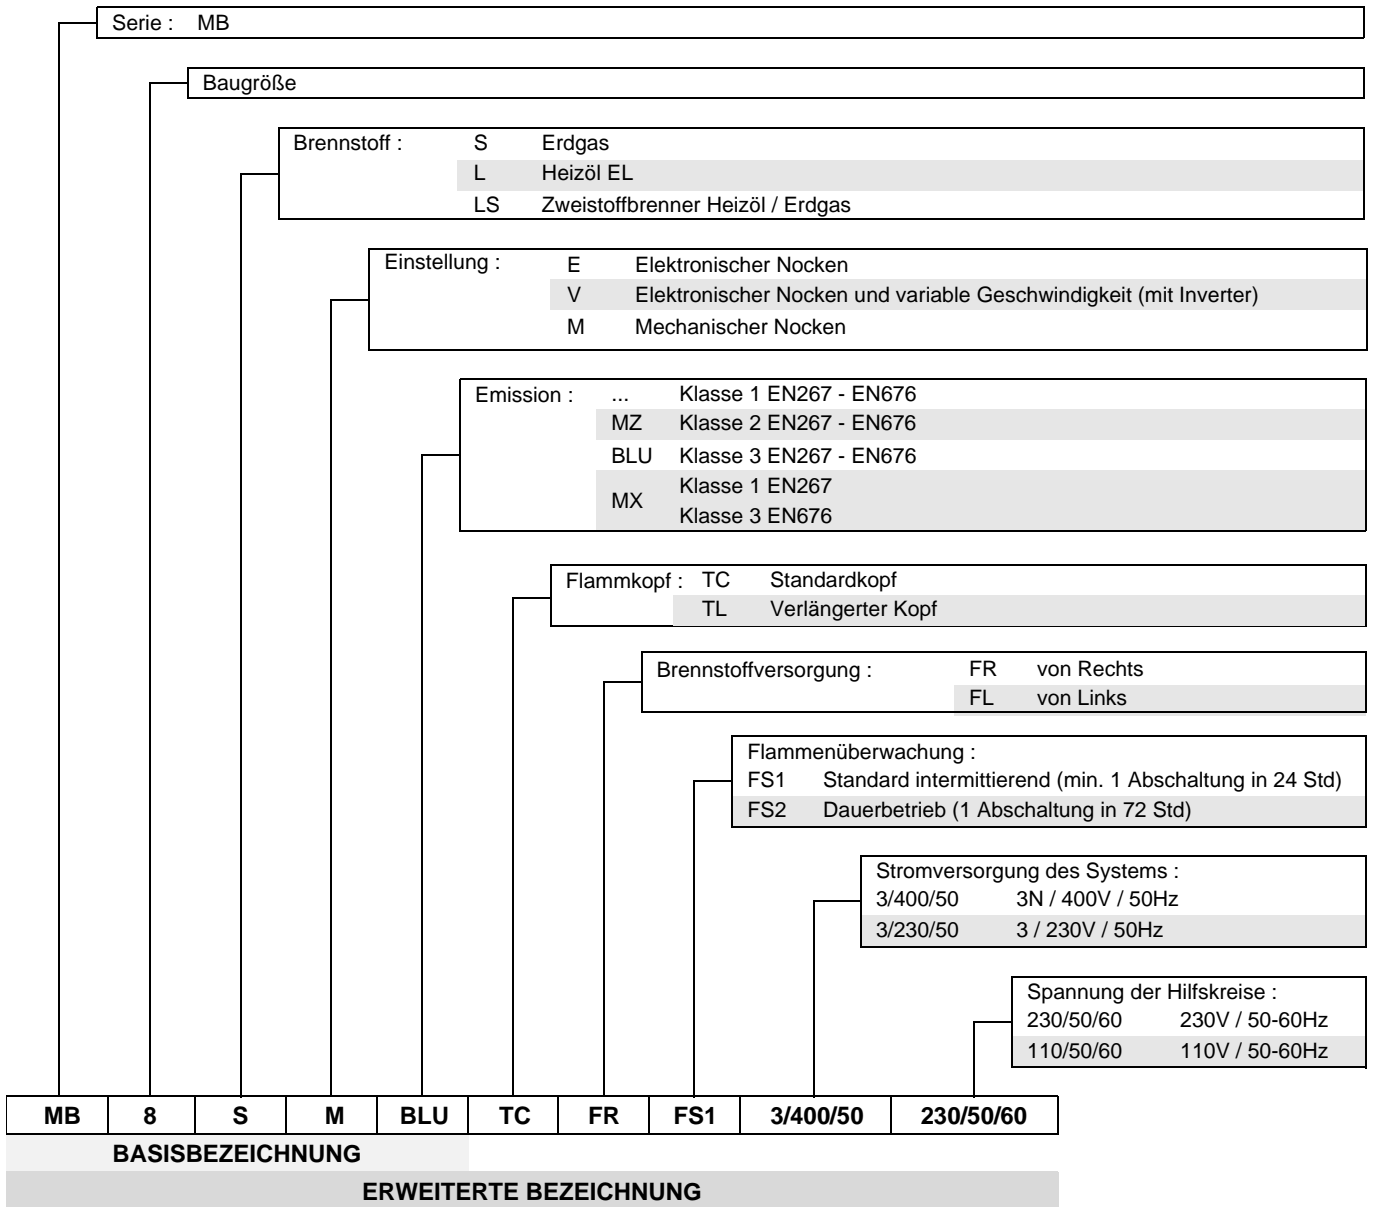 Serie : MB
Baugröße
Brennstoff : S Erdgas
L Heizöl EL
LS Zweistoffbrenner Heizöl / Erdgas
Einstellung : E Elektronischer Nocken
V Elektronischer Nocken und variable Geschwindigkeit (mit Inverter)
M Mechanischer Nocken
Emission : ... Klasse 1 EN267 - EN676
MZ Klasse 2 EN267 - EN676
BLU Klasse 3 EN267 - EN676
MX Klasse 1 EN267
Klasse 3 EN676
Flammkopf : TC Standardkopf
TL Verlängerter Kopf
Brennstoffversorgung : FR von Rechts
FL von Links
Flammenüberwachung :
FS1 Standard intermittierend (min. 1 Abschaltung in 24 Std)
FS2 Dauerbetrieb (1 Abschaltung in 72 Std)
Stromversorgung des Systems :
3/400/50 3N / 400V / 50Hz
3/230/50 3 / 230V / 50Hz
Spannung der Hilfskreise :
230/50/60 230V / 50-60Hz
110/50/60 110V / 50-60Hz
MB 8 S M BLU TC FR FS1 3/400/50 230/50/60
BASISBEZEICHNUNG
ERWEITERTE BEZEICHNUNG